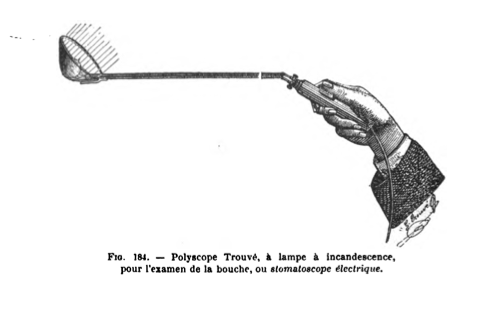 Fig. 184. — Polyscope Trouvé, à lampe à incandescence,
pour l'examen de la bouche, ou stomatoscope électrique.